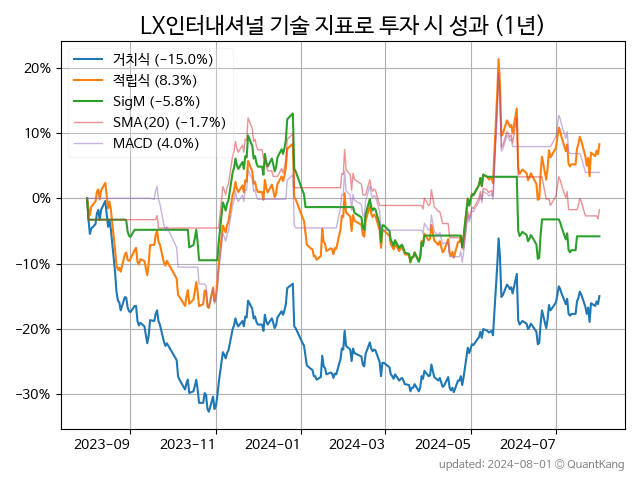 LX인터내셔널 기술 지표로 투자 시 성과 (1년)
거치식 (−15.0%)
적립식 (8.3%)
SigM (−5.8%)
SMA(20) (−1.7%)
MACD (4.0%)
20%
10%
0%
−10%
−20%
−30%
2023-09 2023-11 2024-01 2024-03 2024-05 2024-07
updated: 2024-08-01 © QuantKang